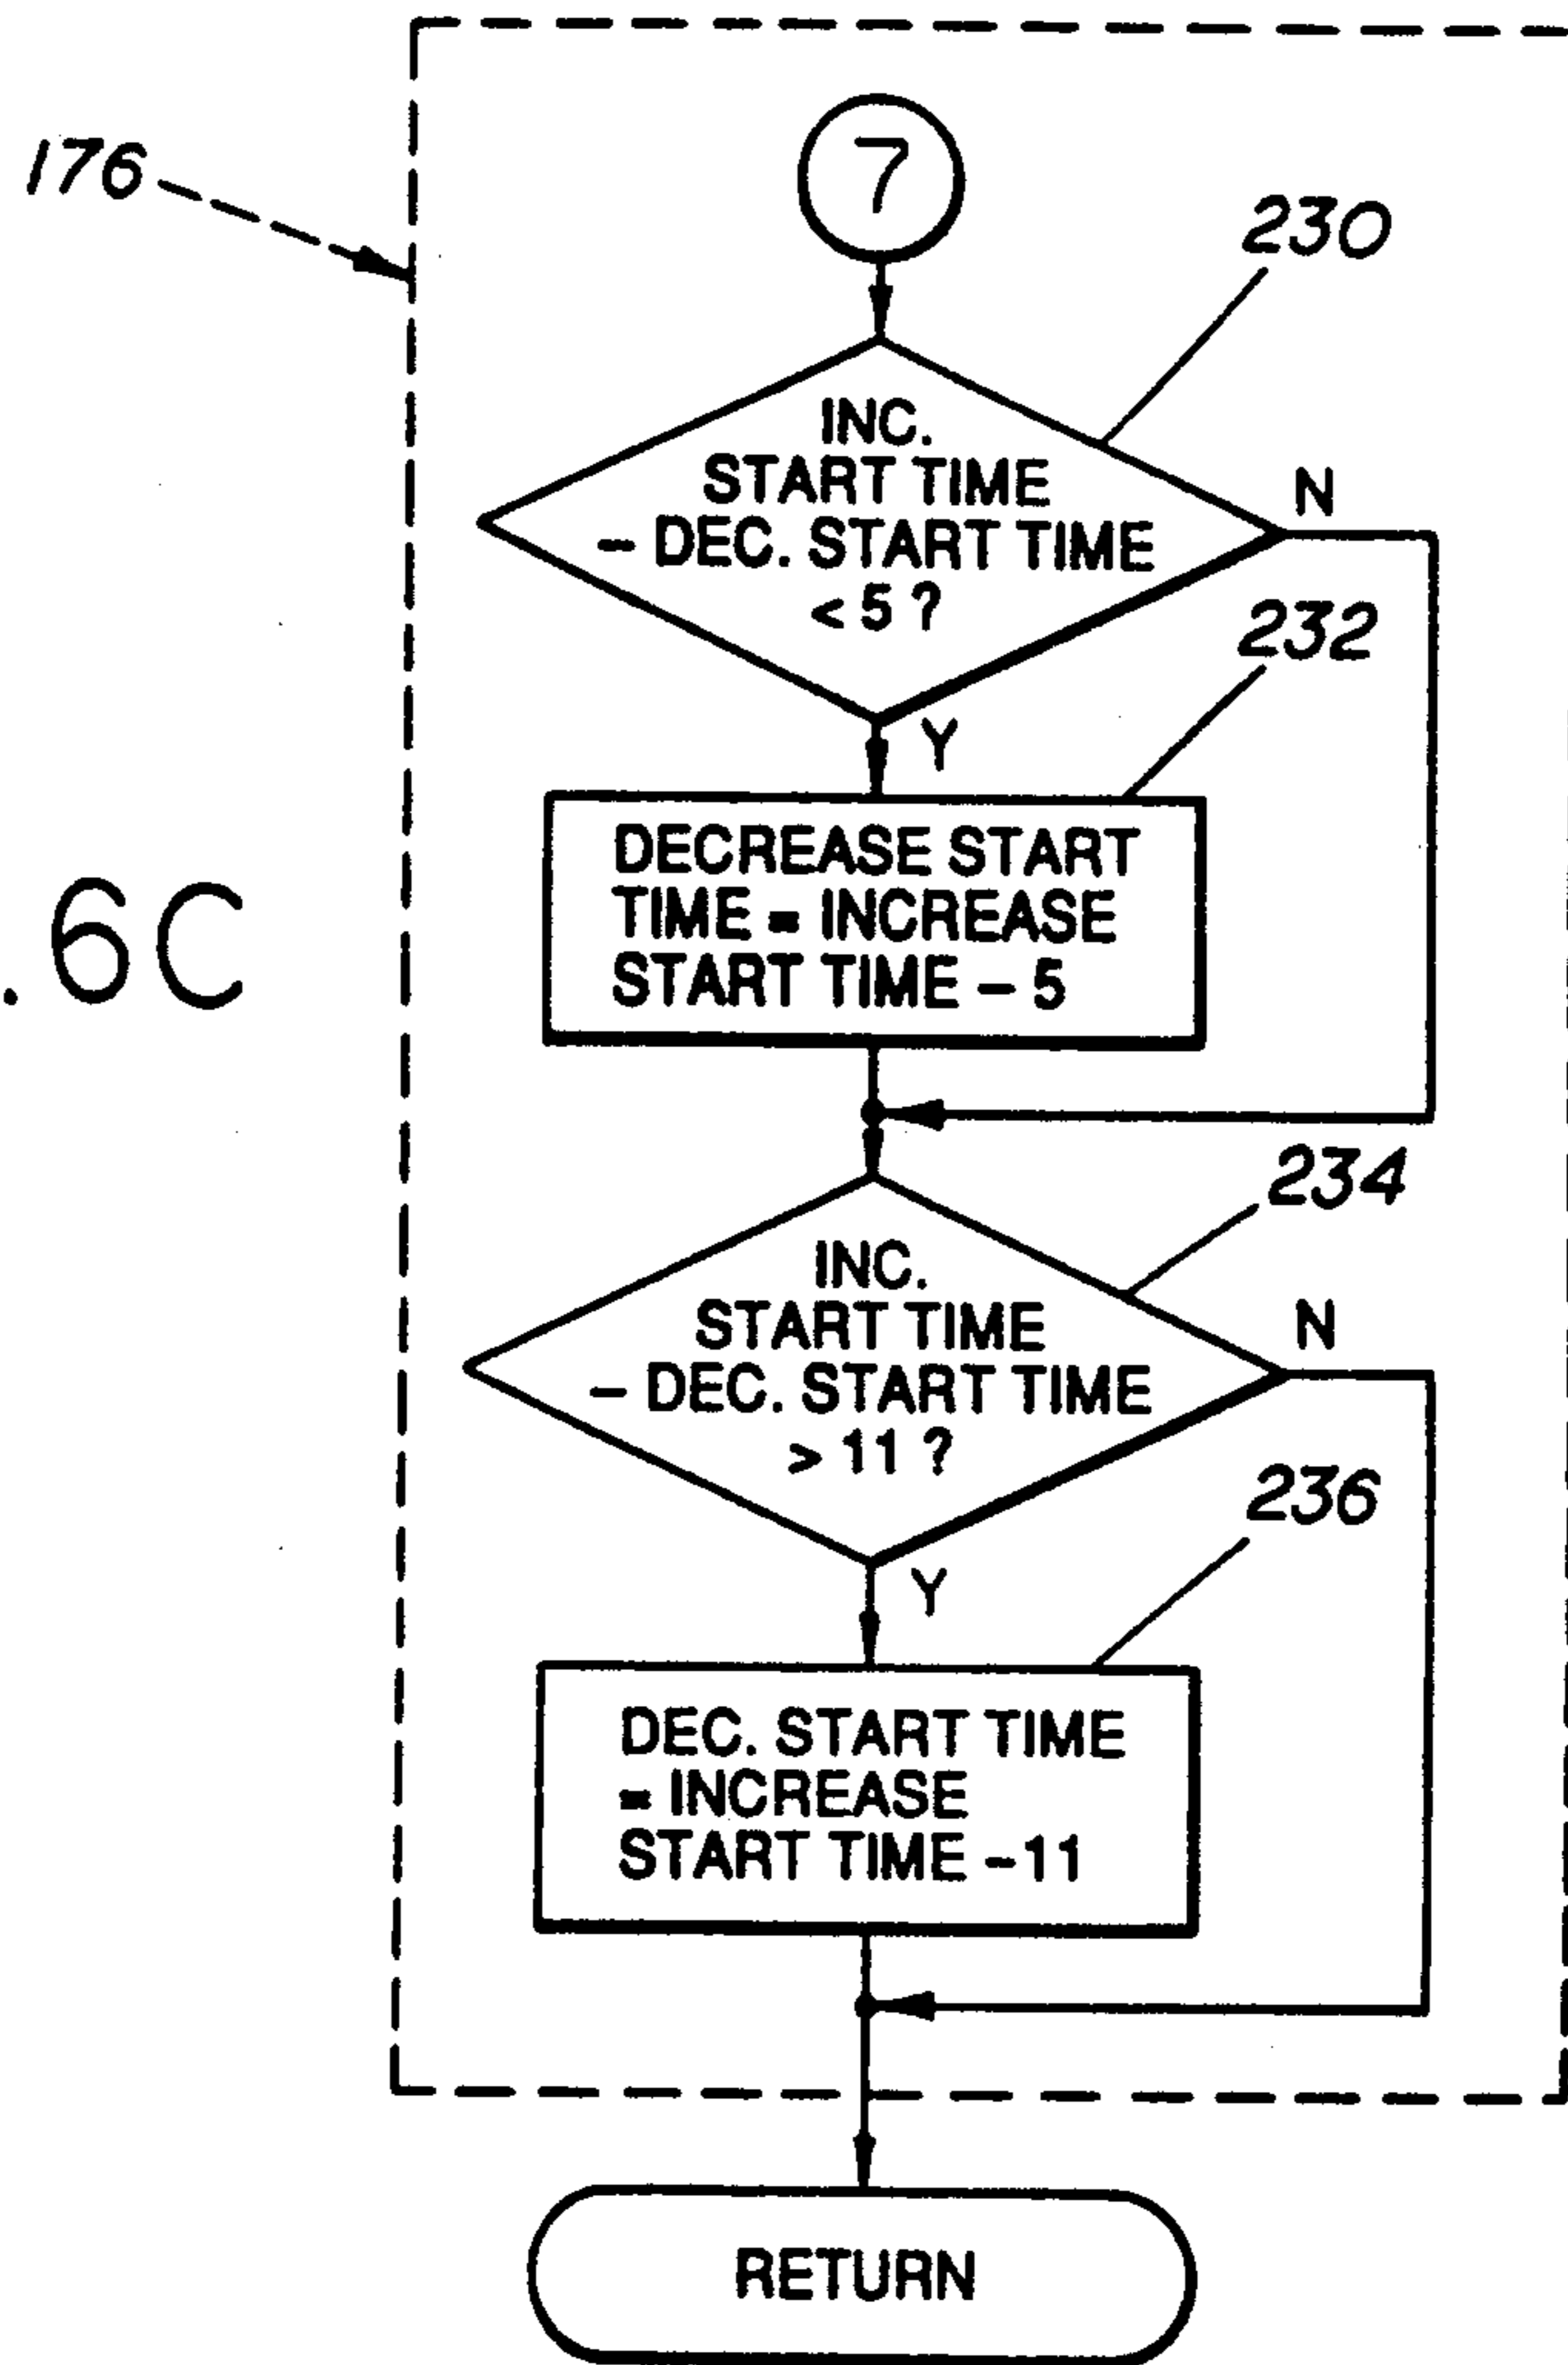 176
7
230
INC.
START TIME
- DEC. START TIME
< 5 ?
N
232
Y
DECREASE START
TIME = INCREASE
START TIME - 5
.6C
234
INC.
START TIME
- DEC. START TIME
> 11 ?
N
236
Y
DEC. START TIME
= INCREASE
START TIME -11
RETURN